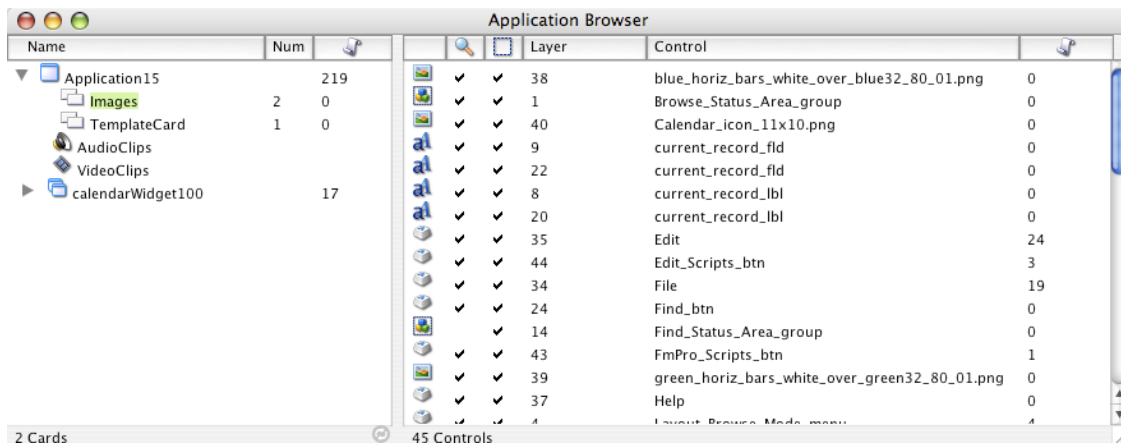 Application Browser
Name Num Layer Control
Application15 219
Images 2 0
TemplateCard 1 0
AudioClips
VideoClips
calendarWidget100 17
38 blue_horiz_bars_white_over_blue32_80_01.png 0
1 Browse_Status_Area_group 0
40 Calendar_icon_11x10.png 0
9 current_record_fld 0
22 current_record_fld 0
8 current_record_lbl 0
20 current_record_lbl 0
35 Edit 24
44 Edit_Scripts_btn 3
34 File 19
24 Find_btn 0
14 Find_Status_Area_group 0
43 FmPro_Scripts_btn 1
39 green_horiz_bars_white_over_green32_80_01.png 0
37 Help 0
4 Layout_Browse_Mode_menu 4
2 Cards 45 Controls